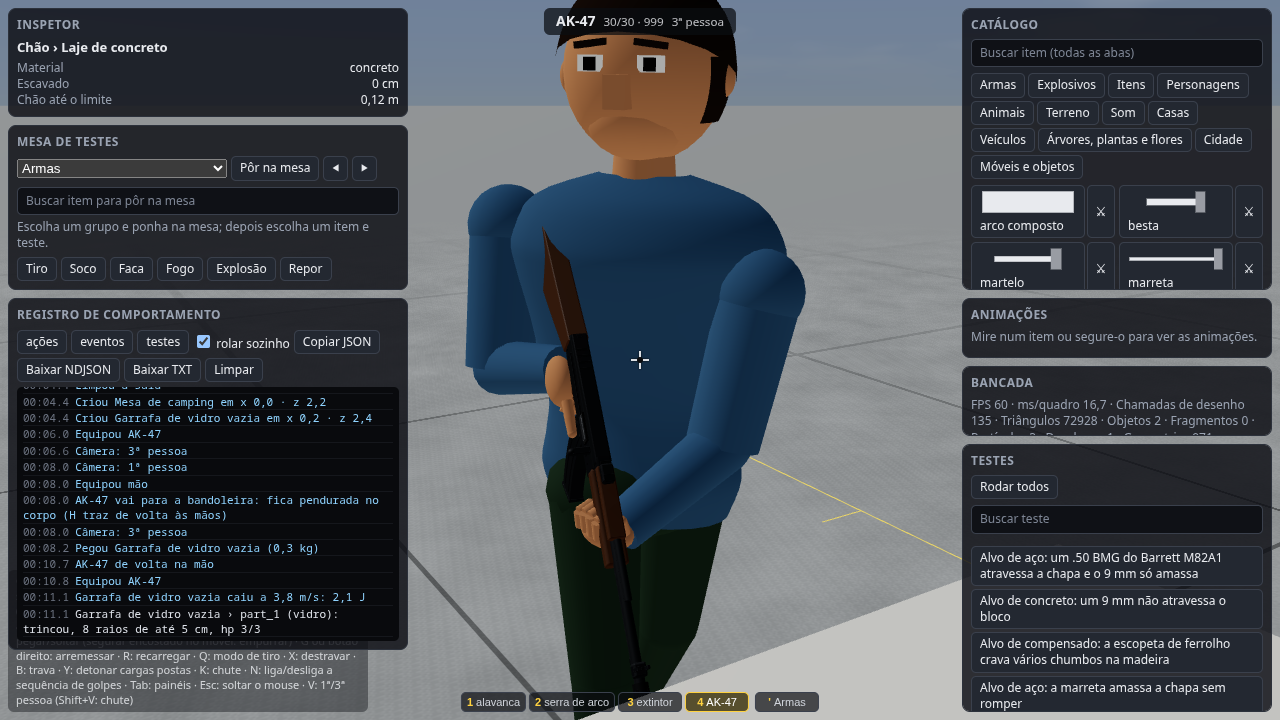 INSPETOR
Chão › Laje de concreto
Material concreto
Escavado 0 cm
Chão até o limite 0,12 m
MESA DE TESTES
Armas Pôr na mesa ◄ ►
Buscar item para pôr na mesa
Escolha um grupo e ponha na mesa; depois escolha um item e
teste.
Tiro Soco Faca Fogo Explosão Repor
REGISTRO DE COMPORTAMENTO
ações eventos testes rolar sozinho Copiar JSON
Baixar NDJSON Baixar TXT Limpar
00:04.4 Criou Mesa de camping em x 0,0 · z 2,2
00:04.4 Criou Garrafa de vidro vazia em x 0,2 · z 2,4
00:06.0 Equipou AK-47
00:06.6 Câmera: 3ª pessoa
00:08.0 Câmera: 1ª pessoa
00:08.0 Equipou mão
00:08.0 AK-47 vai para a bandoleira: fica pendurada no
corpo (H traz de volta às mãos)
00:08.0 Câmera: 3ª pessoa
00:08.2 Pegou Garrafa de vidro vazia (0,3 kg)
00:10.7 AK-47 de volta na mão
00:10.8 Equipou AK-47
00:11.1 Garrafa de vidro vazia caiu a 3,8 m/s: 2,1 J
00:11.1 Garrafa de vidro vazia › part_1 (vidro):
trincou, 8 raios de até 5 cm, hp 3/3
direito: arremessar · R: recarregar · Q: modo de tiro · X: destravar ·
B: trava · Y: detonar cargas postas · K: chute · N: liga/desliga a
sequência de golpes · Tab: painéis · Esc: soltar o mouse · V: 1ª/3ª
pessoa (Shift+V: chute)
AK-47 30/30 · 999 3ª pessoa
1 alavanca 2 serra de arco 3 extintor 4 AK-47 ' Armas
CATÁLOGO
Buscar item (todas as abas)
Armas Explosivos Itens Personagens
Animais Terreno Som Casas
Veículos Árvores, plantas e flores Cidade
Móveis e objetos
arco composto ⚔ besta ⚔
martelo ⚔ marreta ⚔
ANIMAÇÕES
Mire num item ou segure-o para ver as animações.
BANCADA
FPS 60 · ms/quadro 16,7 · Chamadas de desenho
135 · Triângulos 72928 · Objetos 2 · Fragmentos 0 ·
TESTES
Rodar todos
Buscar teste
Alvo de aço: um .50 BMG do Barrett M82A1
atravessa a chapa e o 9 mm só amassa
Alvo de concreto: um 9 mm não atravessa o
bloco
Alvo de compensado: a escopeta de ferrolho
crava vários chumbos na madeira
Alvo de aço: a marreta amassa a chapa sem
romper